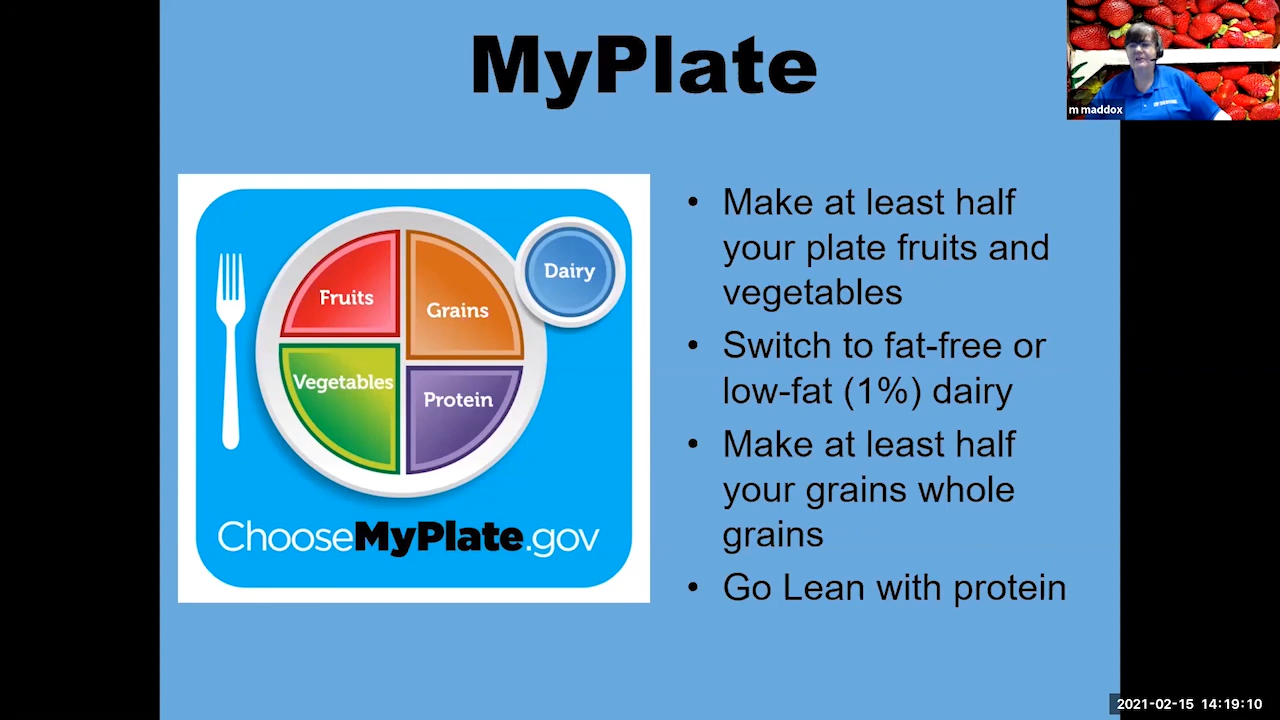 MyPlate
m maddox
Fruits
Grains
Dairy
Vegetables
Protein
ChooseMyPlate.gov
• Make at least half
your plate fruits and
vegetables
• Switch to fat-free or
low-fat (1%) dairy
• Make at least half
your grains whole
grains
• Go Lean with protein
2021-02-15 14:19:10